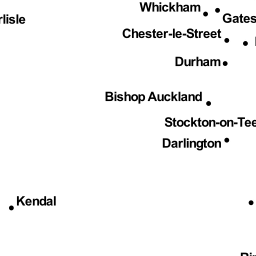 Whickham
rlisle
Gates
Chester-le-Street
Durham
Bishop Auckland
Stockton-on-Tee
Darlington
Kendal